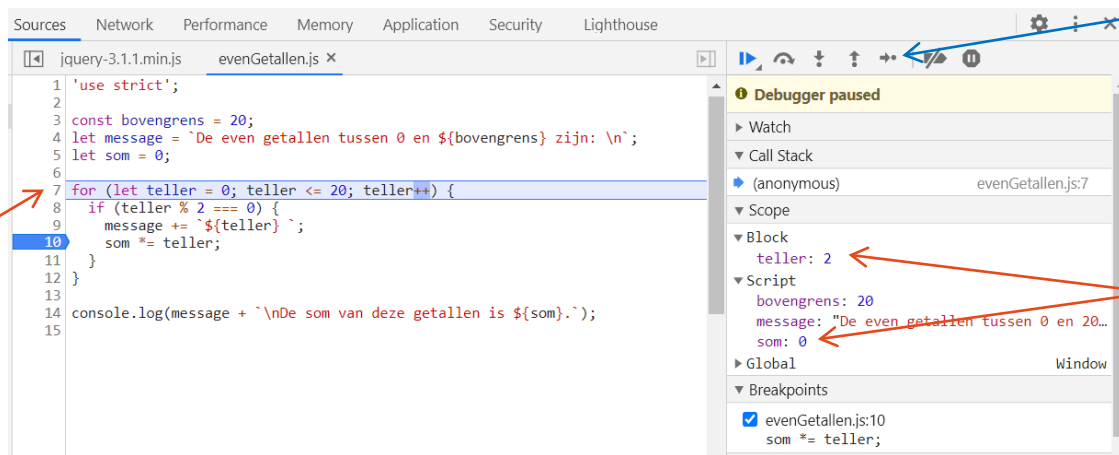 Sources Network Performance Memory Application Security Lighthouse
jquery-3.1.1.min.js evenGetallen.js ×
1 'use strict';
2
3 const bovengrens = 20;
4 let message = `De even getallen tussen 0 en ${bovengrens} zijn: \n`;
5 let som = 0;
6
7 for (let teller = 0; teller <= 20; teller++) {
8 if (teller % 2 === 0) {
9 message += `${teller} `;
10 som *= teller;
11 }
12 }
13
14 console.log(message + `\nDe som van deze getallen is ${som}.`);
15
Debugger paused
Watch
Call Stack
(anonymous) evenGetallen.js:7
Scope
Block
teller: 2
Script
bovengrens: 20
message: "De even getallen tussen 0 en 20…
som: 0
Global Window
Breakpoints
evenGetallen.js:10
som *= teller;